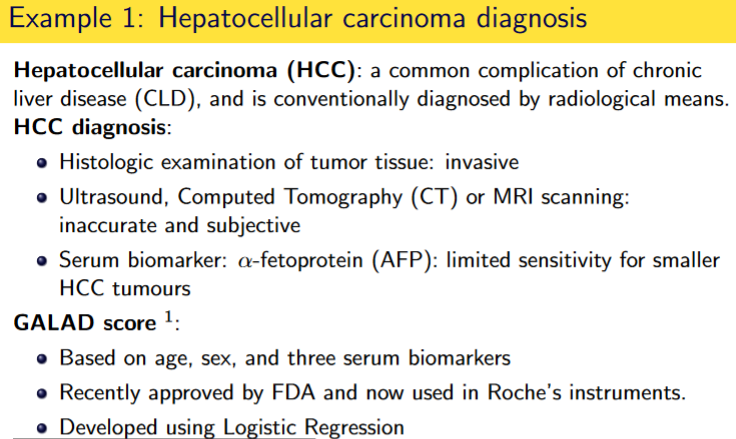 Example 1: Hepatocellular carcinoma diagnosis
Hepatocellular carcinoma (HCC): a common complication of chronic
liver disease (CLD), and is conventionally diagnosed by radiological means.
HCC diagnosis:
Histologic examination of tumor tissue: invasive
Ultrasound, Computed Tomography (CT) or MRI scanning:
inaccurate and subjective
Serum biomarker: α-fetoprotein (AFP): limited sensitivity for smaller
HCC tumours
GALAD score ¹:
Based on age, sex, and three serum biomarkers
Recently approved by FDA and now used in Roche's instruments.
Developed using Logistic Regression